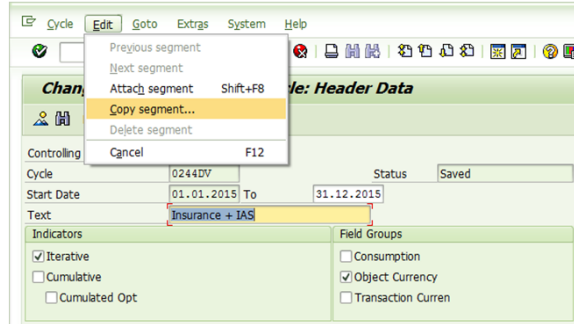 Cycle Edit Goto Extras System Help
Previous segment
Next segment
Chan le: Header Data
Attach segment Shift+F8
Copy segment...
Delete segment
Controlling
Cancel F12
Cycle 0244DV Status Saved
Start Date 01.01.2015 To 31.12.2015
Text Insurance + IAS
Indicators Field Groups
Iterative Consumption
Cumulative Object Currency
Cumulated Opt Transaction Curren